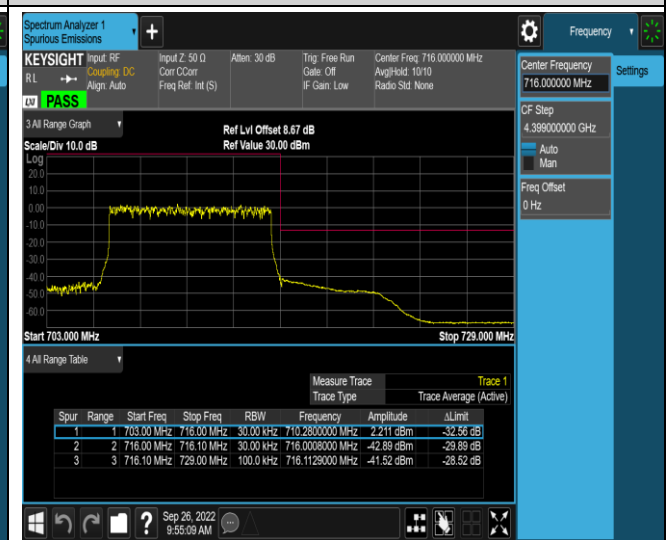 Spectrum Analyzer 1
Spurious Emissions
+
Frequency
KEYSIGHT
R L
LXI
PASS
Input: RF
Coupling: DC
Align: Auto
Input Z: 50 Ω
Corr CCorr
Freq Ref: Int (S)
Atten: 30 dB
Trig: Free Run
Gate: Off
IF Gain: Low
Center Freq: 716.000000 MHz
Avg|Hold: 10/10
Radio Std: None
Center Frequency
716.000000 MHz
Settings
CF Step
4.399000000 GHz
Auto
Man
Freq Offset
0 Hz
3 All Range Graph
Scale/Div 10.0 dB
Ref Lvl Offset 8.67 dB
Ref Value 30.00 dBm
Log
20.0
10.0
0.00
-10.0
-20.0
-30.0
-40.0
-50.0
-60.0
Start 703.000 MHz
Stop 729.000 MHz
4 All Range Table
Measure Trace Trace 1
Trace Type Trace Average (Active)
Spur Range Start Freq Stop Freq RBW Frequency Amplitude ΔLimit
1 1 703.00 MHz 716.00 MHz 30.00 kHz 710.2800000 MHz 2.211 dBm -32.56 dB
2 2 716.00 MHz 716.10 MHz 30.00 kHz 716.0008000 MHz -42.89 dBm -29.89 dB
3 3 716.10 MHz 729.00 MHz 100.0 kHz 716.1129000 MHz -41.52 dBm -28.52 dB
?
Sep 26, 2022
9:55:09 AM